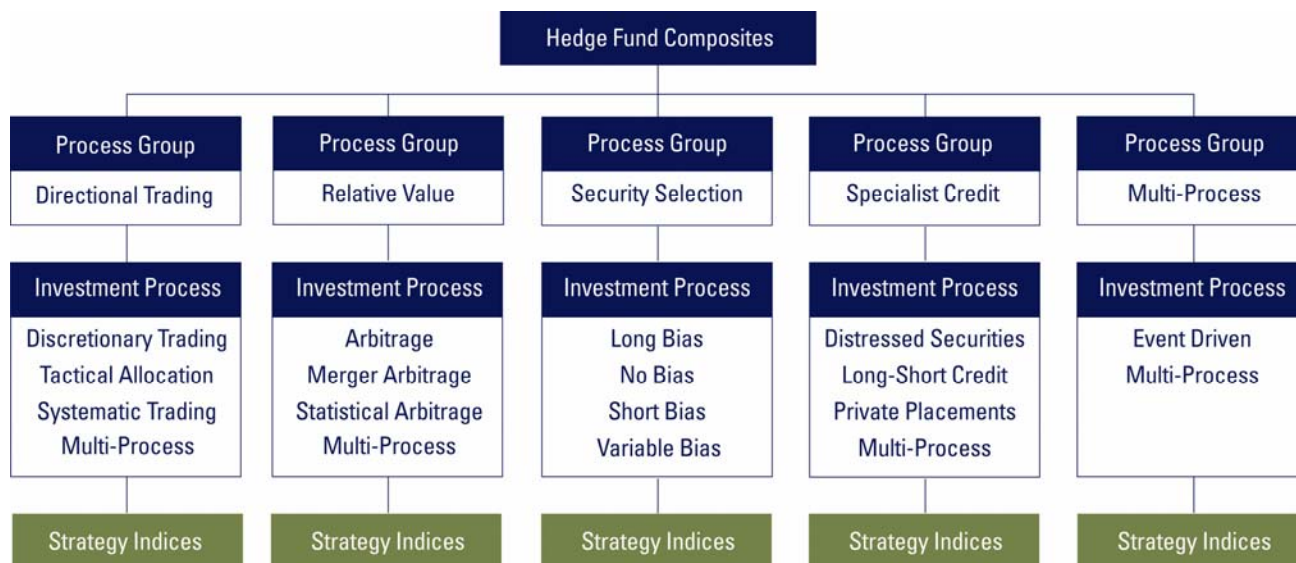 Hedge Fund Composites
Process Group
Directional Trading
Investment Process
Discretionary Trading
Tactical Allocation
Systematic Trading
Multi-Process
Strategy Indices
Process Group
Relative Value
Investment Process
Arbitrage
Merger Arbitrage
Statistical Arbitrage
Multi-Process
Strategy Indices
Process Group
Security Selection
Investment Process
Long Bias
No Bias
Short Bias
Variable Bias
Strategy Indices
Process Group
Specialist Credit
Investment Process
Distressed Securities
Long-Short Credit
Private Placements
Multi-Process
Strategy Indices
Process Group
Multi-Process
Investment Process
Event Driven
Multi-Process
Strategy Indices